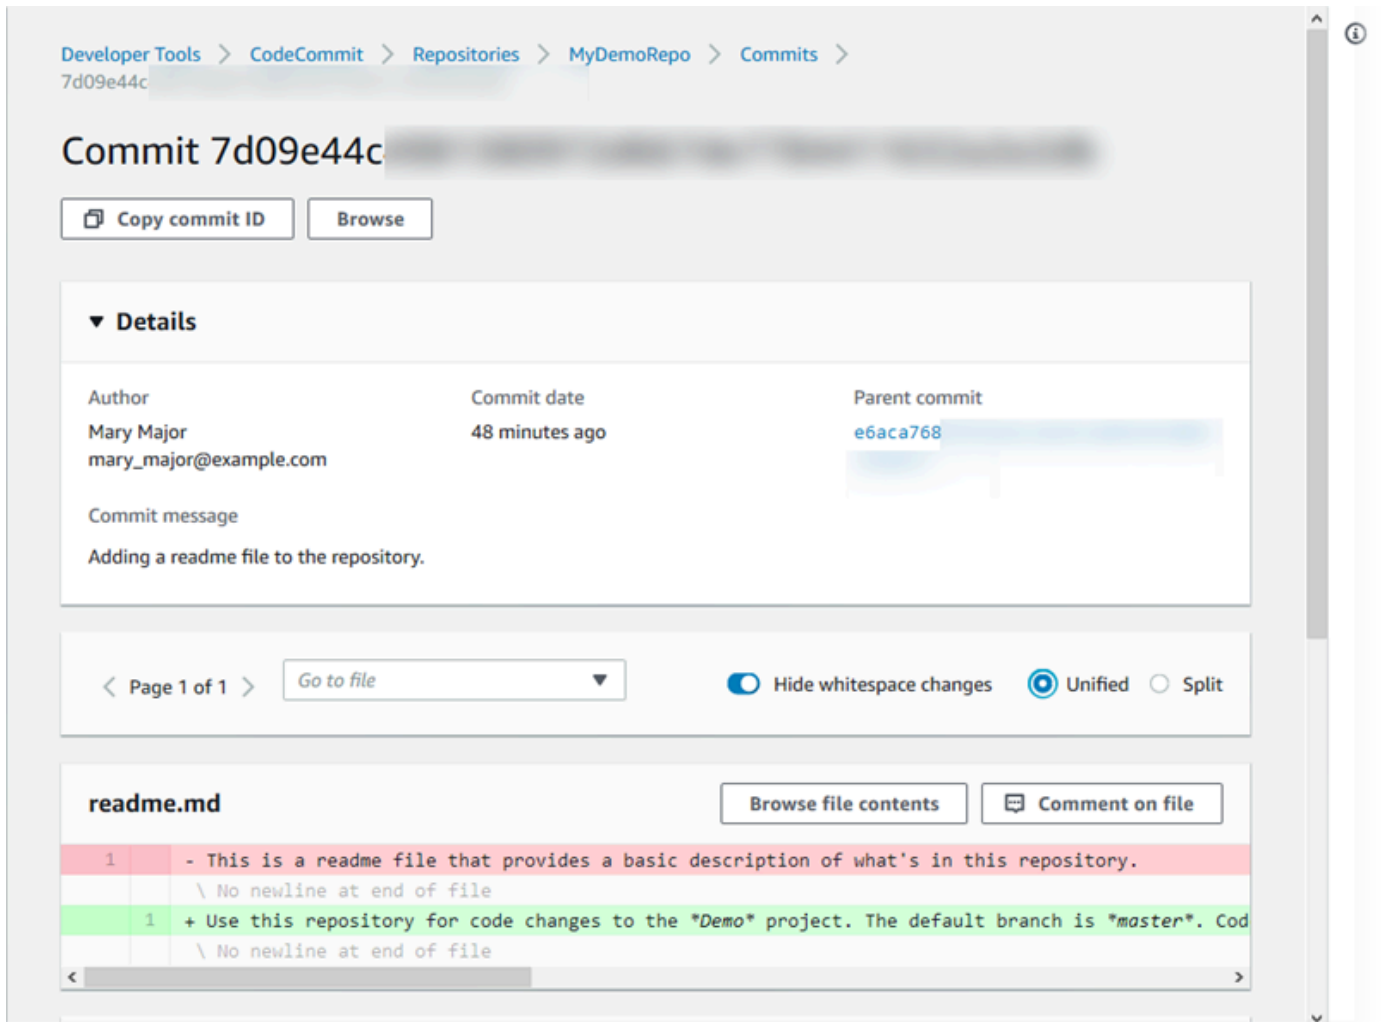 Developer Tools > CodeCommit > Repositories > MyDemoRepo > Commits >
7d09e44c
Commit 7d09e44c
Copy commit ID Browse
Details
Author Commit date Parent commit
Mary Major 48 minutes ago e6aca768
mary_major@example.com
Commit message
Adding a readme file to the repository.
< Page 1 of 1 > Go to file Hide whitespace changes Unified Split
readme.md Browse file contents Comment on file
1 - This is a readme file that provides a basic description of what's in this repository.
\ No newline at end of file
1 + Use this repository for code changes to the *Demo* project. The default branch is *master*. Cod
\ No newline at end of file